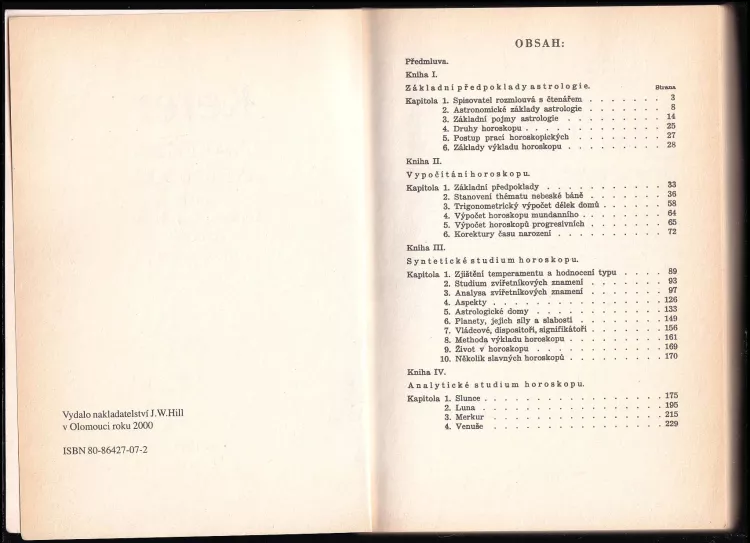 Vydalo nakladatelství J.W.Hill
v Olomouci roku 2000
ISBN 80-86427-07-2
OBSAH:
Předmluva.
Kniha I.
Základní předpoklady astrologie. Strana
Kapitola 1. Spisovatel rozmlouvá s čtenářem . . . . . . . 3
2. Astronomické základy astrologie . . . . . . . 8
3. Základní pojmy astrologie . . . . . . . . 14
4. Druhy horoskopu . . . . . . . . . . . 25
5. Postup prací horoskopických . . . . . . . . 27
6. Základy výkladu horoskopu . . . . . . . . 28
Kniha II.
Vypočítání horoskopu.
Kapitola 1. Základní předpoklady . . . . . . . . . . 33
2. Stanovení thématu nebeské báně . . . . . . . 36
3. Trigonometrický výpočet délek domů . . . . . . 58
4. Výpočet horoskopu mundanního . . . . . . . . 64
5. Výpočet horoskopů progresivních . . . . . . . 65
6. Korektury času narození . . . . . . . . . 72
Kniha III.
Syntetické studium horoskopu.
Kapitola 1. Zjištění temperamentu a hodnocení typu . . . . 89
2. Studium zvířetníkových znamení . . . . . . . 93
3. Analysa zvířetníkových znamení . . . . . . . 97
4. Aspekty . . . . . . . . . . . . . . 126
5. Astrologické domy . . . . . . . . . . . 133
6. Planety, jejich síly a slabosti . . . . . . . . 149
7. Vládcové, dispositoři, signifikátoři . . . . . . . 156
8. Methoda výkladu horoskopu . . . . . . . . 161
9. Život v horoskopu . . . . . . . . . . . 169
10. Několik slavných horoskopů . . . . . . . . 170
Kniha IV.
Analytické studium horoskopu.
Kapitola 1. Slunce . . . . . . . . . . . . . . . 175
2. Luna . . . . . . . . . . . . . . . 195
3. Merkur . . . . . . . . . . . . . . 215
4. Venuše . . . . . . . . . . . . . . 229